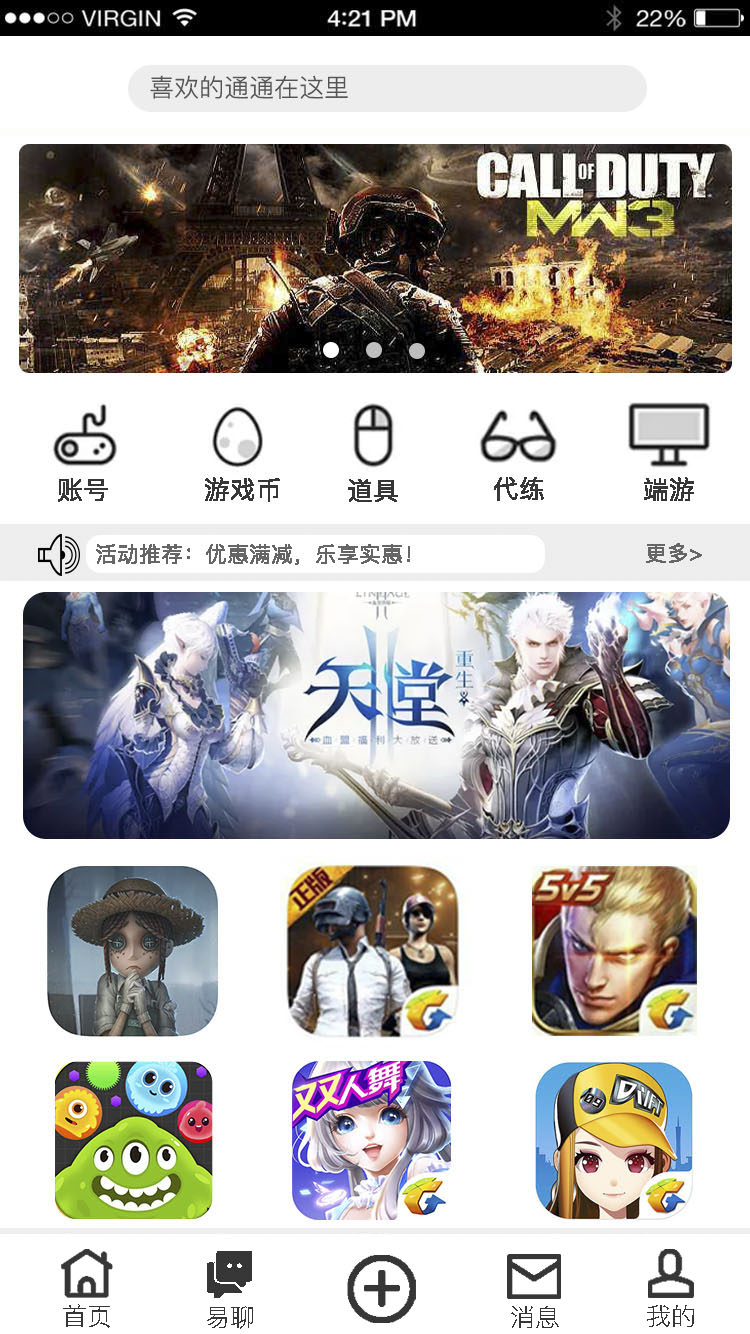 VIRGIN 4:21 PM 22%
喜欢的通通在这里
CALL OF DUTY
MW3
账号 游戏币 道具 代练 端游
活动推荐：优惠满减，乐享实惠！ 更多>
LINEAGE
天堂
II
重生
血盟福利大放送
正版
5v5
双双人舞
109
DRIFT
首页 易聊 消息 我的